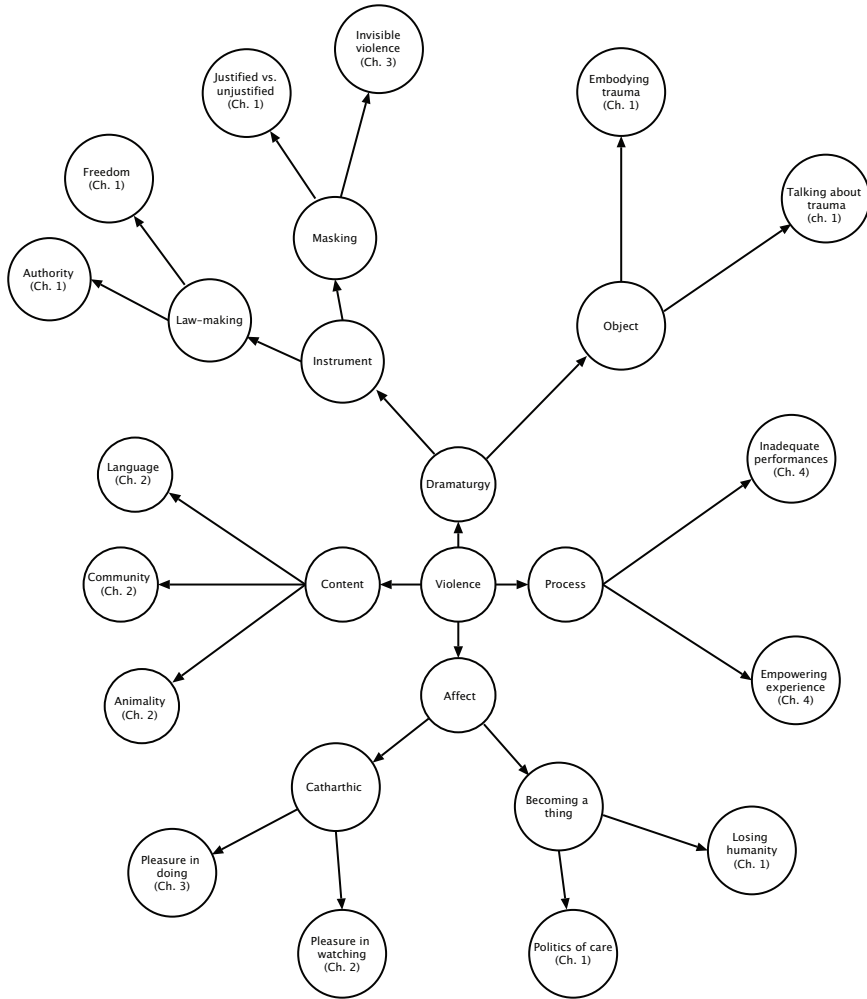 Invisible
violence
(Ch. 3)
Justified vs.
unjustified
(Ch. 1)
Embodying
trauma
(Ch. 1)
Freedom
(Ch. 1)
Talking about
trauma
(ch. 1)
Masking
Authority
(Ch. 1)
Law-making
Object
Instrument
Inadequate
performances
(Ch. 4)
Language
(Ch. 2)
Dramaturgy
Community
(Ch. 2)
Content
Violence
Process
Animality
(Ch. 2)
Affect
Empowering
experience
(Ch. 4)
Catharthic
Becoming a
thing
Pleasure in
doing
(Ch. 3)
Losing
humanity
(Ch. 1)
Pleasure in
watching
(Ch. 2)
Politics of care
(Ch. 1)